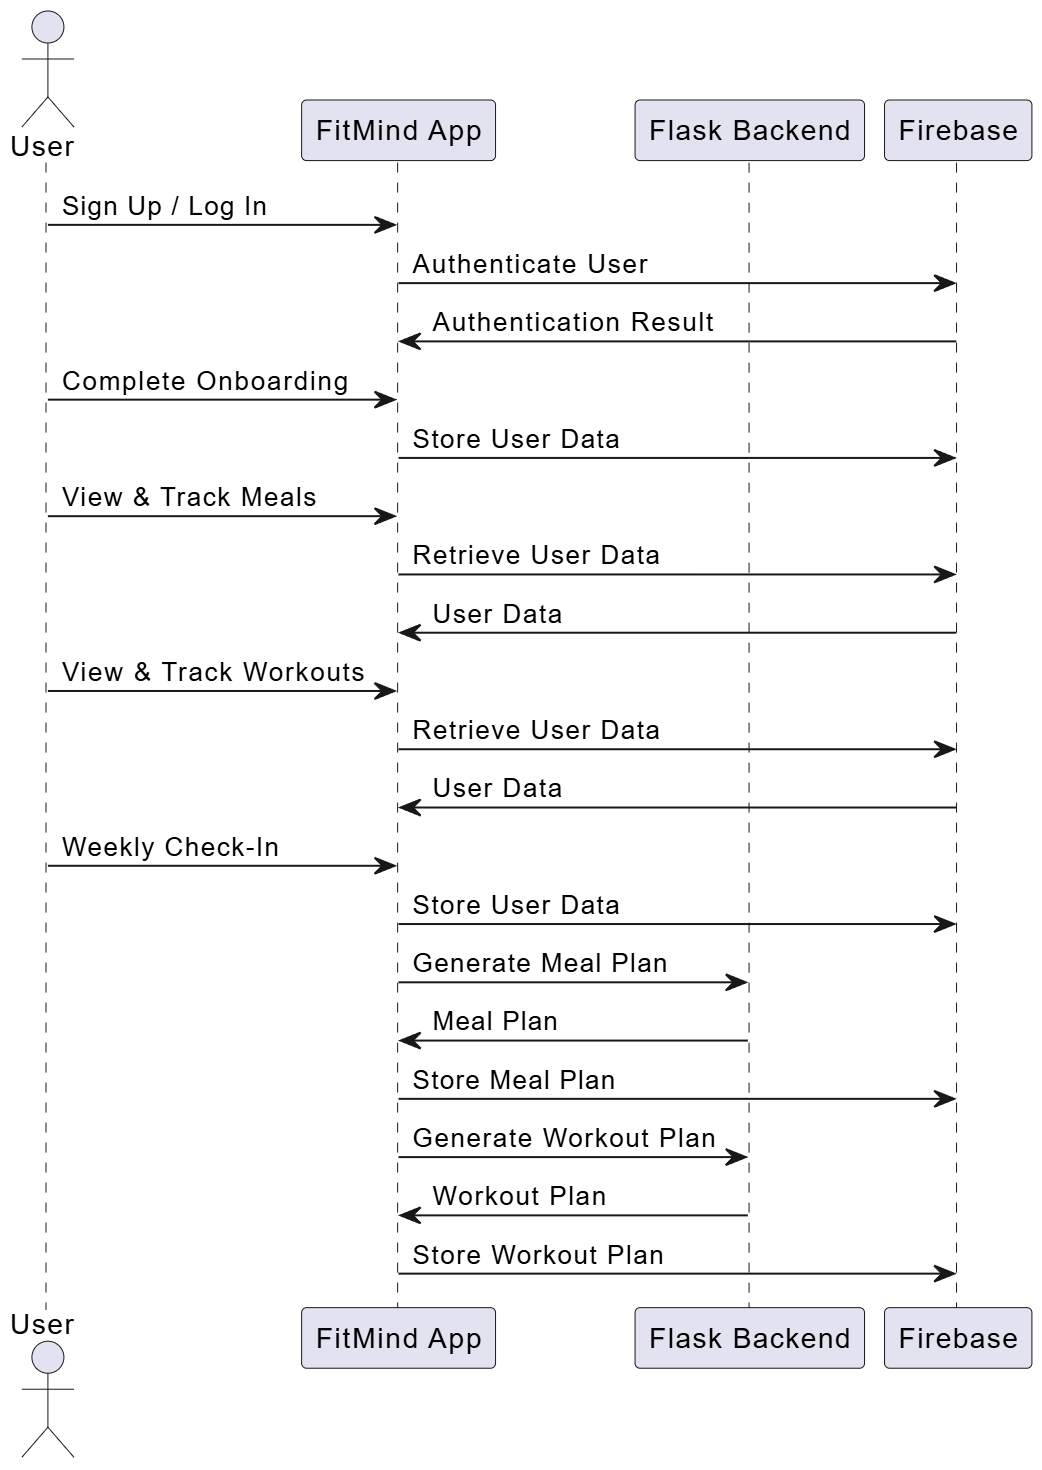 User
FitMind App
Flask Backend
Firebase
Sign Up / Log In
Authenticate User
Authentication Result
Complete Onboarding
Store User Data
View & Track Meals
Retrieve User Data
User Data
View & Track Workouts
Retrieve User Data
User Data
Weekly Check-In
Store User Data
Generate Meal Plan
Meal Plan
Store Meal Plan
Generate Workout Plan
Workout Plan
Store Workout Plan
User
FitMind App
Flask Backend
Firebase